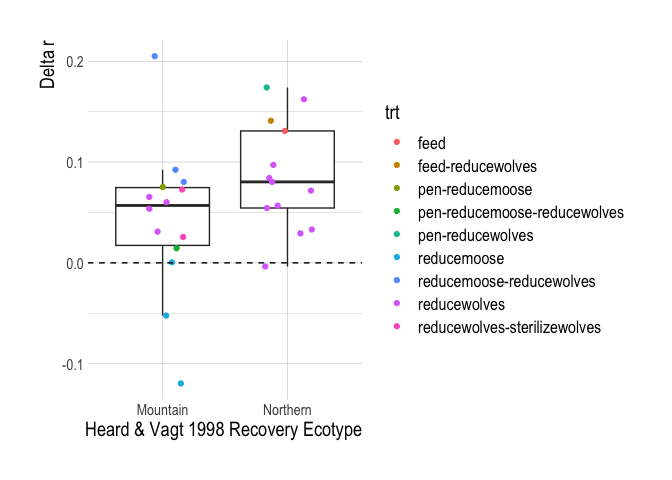 Delta r
0.2
0.1
0.0
-0.1
Mountain
Northern
Heard & Vagt 1998 Recovery Ecotype
trt
feed
feed-reducewolves
pen-reducemoose
pen-reducemoose-reducewolves
pen-reducewolves
reducemoose
reducemoose-reducewolves
reducewolves
reducewolves-sterilizewolves